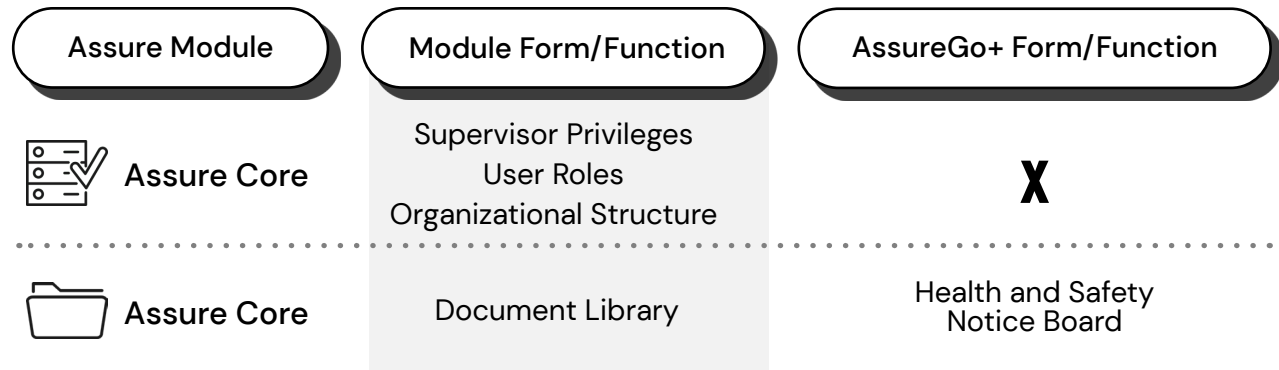 Assure Module
Module Form/Function
AssureGo+ Form/Function
Assure Core
Supervisor Privileges
User Roles
Organizational Structure
X
Assure Core
Document Library
Health and Safety
Notice Board